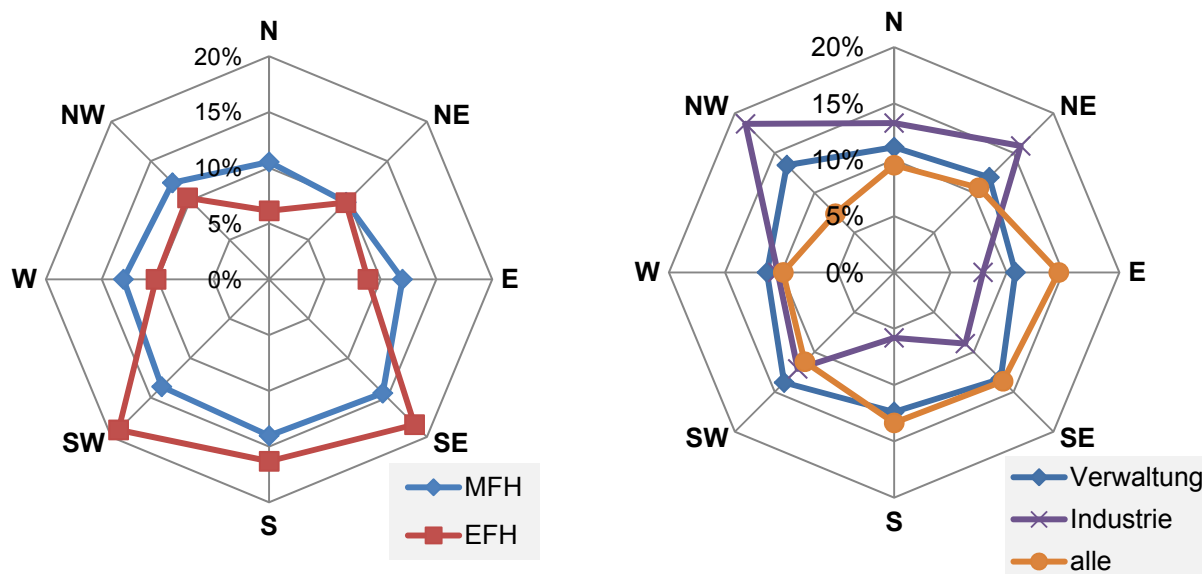 N
20%
15%
10%
5%
0%
NW
NE
W
E
SW
SE
S
MFH
EFH
N
20%
15%
10%
5%
0%
NW
NE
W
E
SW
SE
S
Verwaltung
Industrie
alle